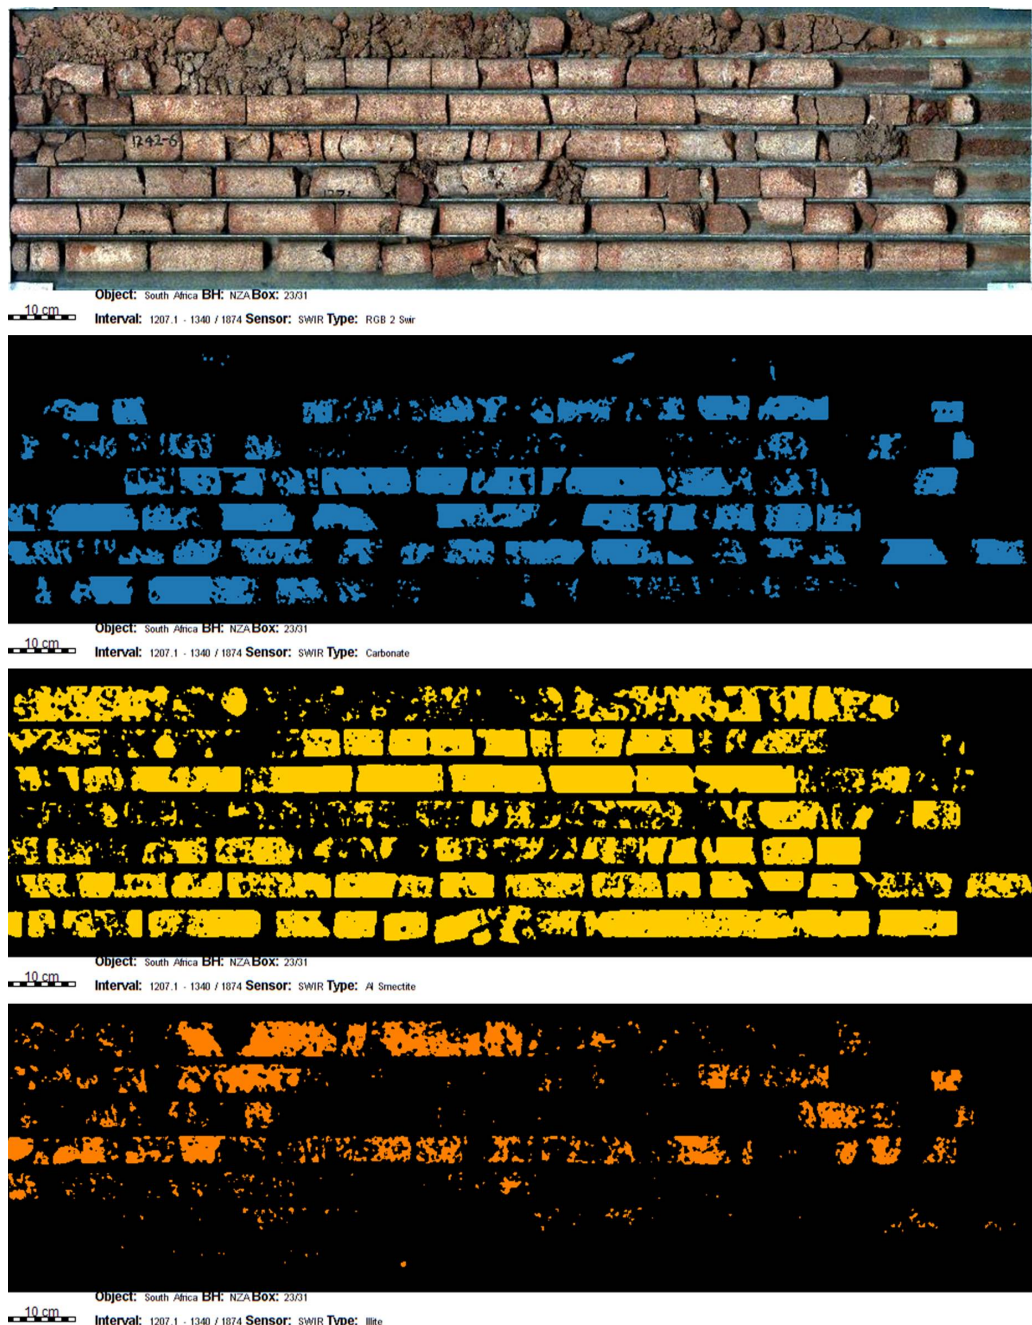 1242-6
Object: South Africa BH: NZA Box: 23/31
10 cm
Interval: 1207.1 - 1340 / 1874 Sensor: SWIR Type: RGB 2 Swir
Object: South Africa BH: NZA Box: 23/31
10 cm
Interval: 1207.1 - 1340 / 1874 Sensor: SWIR Type: Carbonate
Object: South Africa BH: NZA Box: 23/31
10 cm
Interval: 1207.1 - 1340 / 1874 Sensor: SWIR Type: Al Smectite
Object: South Africa BH: NZA Box: 23/31
10 cm
Interval: 1207.1 - 1340 / 1874 Sensor: SWIR Type: Illite